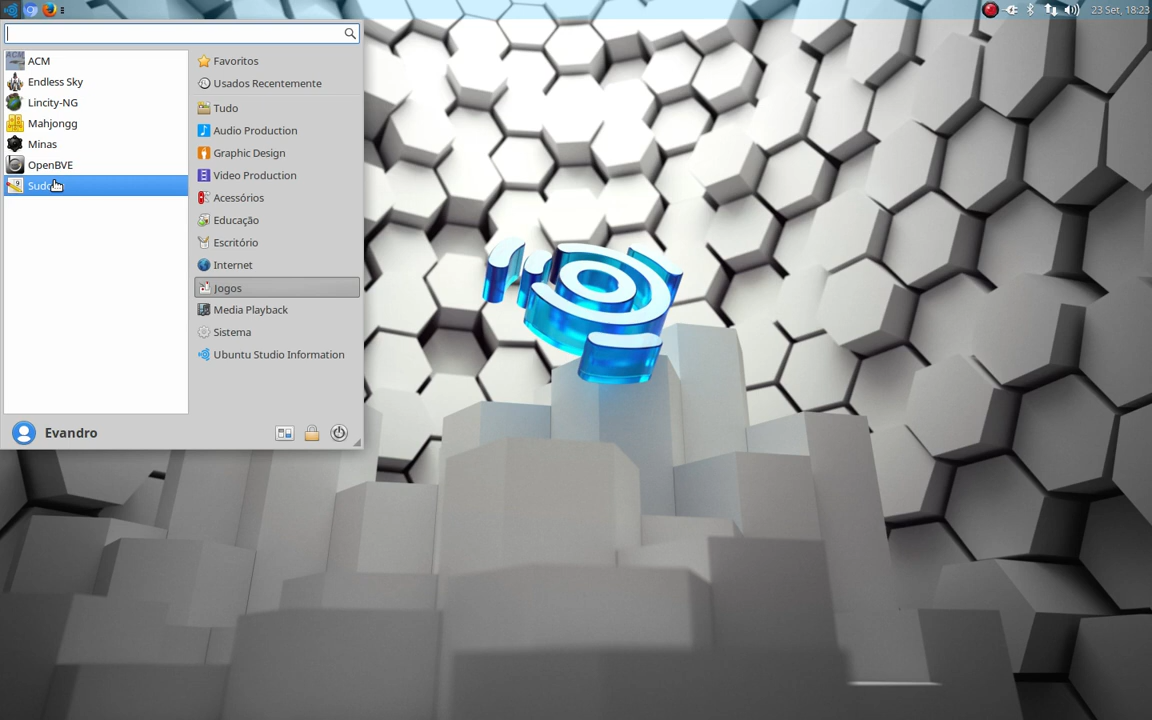 23 Set, 18:23
ACM
Endless Sky
Lincity-NG
Mahjongg
Minas
OpenBVE
Favoritos
Usados Recentemente
Tudo
Audio Production
Graphic Design
Video Production
Acessórios
Educação
Escritório
Internet
Jogos
Media Playback
Sistema
Ubuntu Studio Information
Evandro